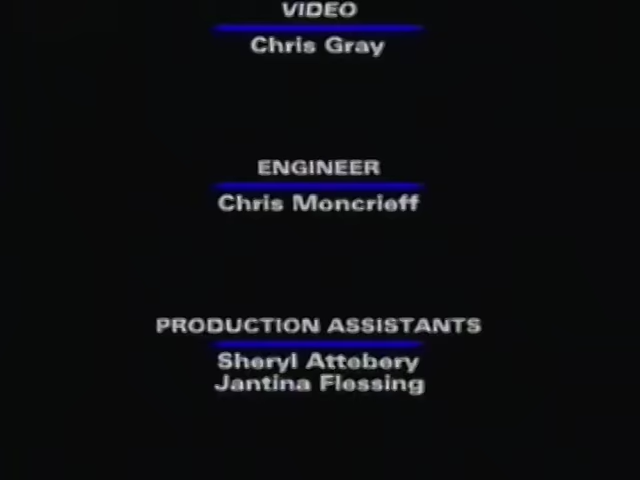 VIDEO
Chris Gray
ENGINEER
Chris Moncrieff
PRODUCTION ASSISTANTS
Sheryl Attebery
Jantina Flessing